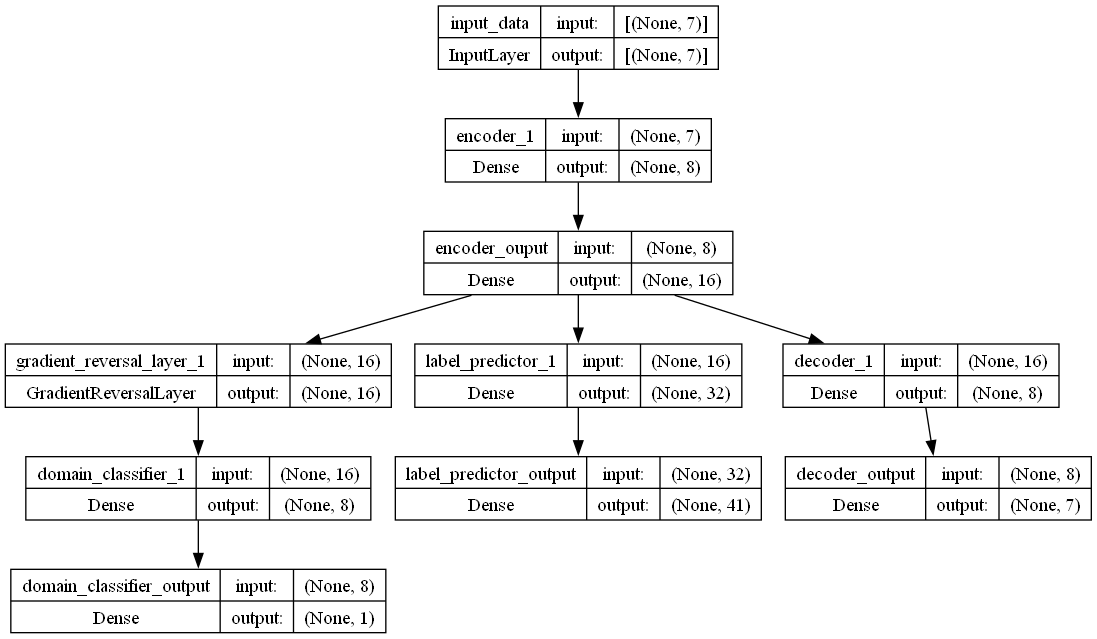 input_data input: [(None, 7)]
InputLayer output: [(None, 7)]
encoder_1 input: (None, 7)
Dense output: (None, 8)
encoder_ouput input: (None, 8)
Dense output: (None, 16)
gradient_reversal_layer_1 input: (None, 16)
GradientReversalLayer output: (None, 16)
label_predictor_1 input: (None, 16)
Dense output: (None, 32)
decoder_1 input: (None, 16)
Dense output: (None, 8)
domain_classifier_1 input: (None, 16)
Dense output: (None, 8)
label_predictor_output input: (None, 32)
Dense output: (None, 41)
decoder_output input: (None, 8)
Dense output: (None, 7)
domain_classifier_output input: (None, 8)
Dense output: (None, 1)